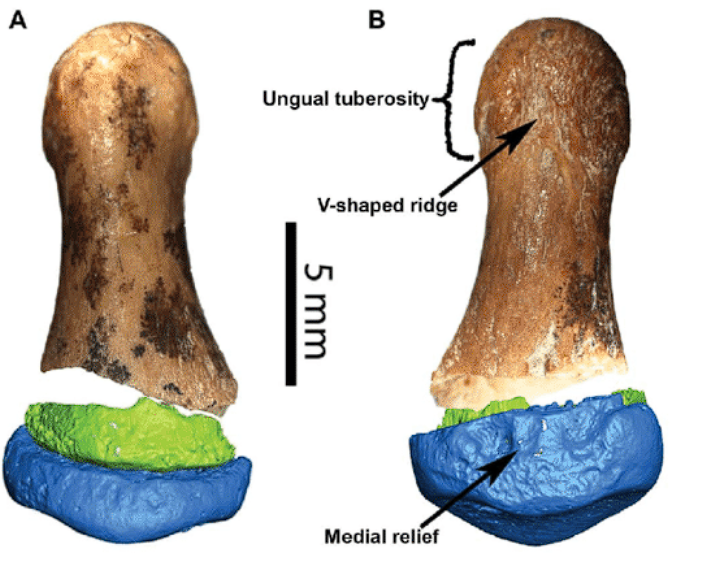 A
B
Ungual tuberosity
V-shaped ridge
5 mm
Medial relief